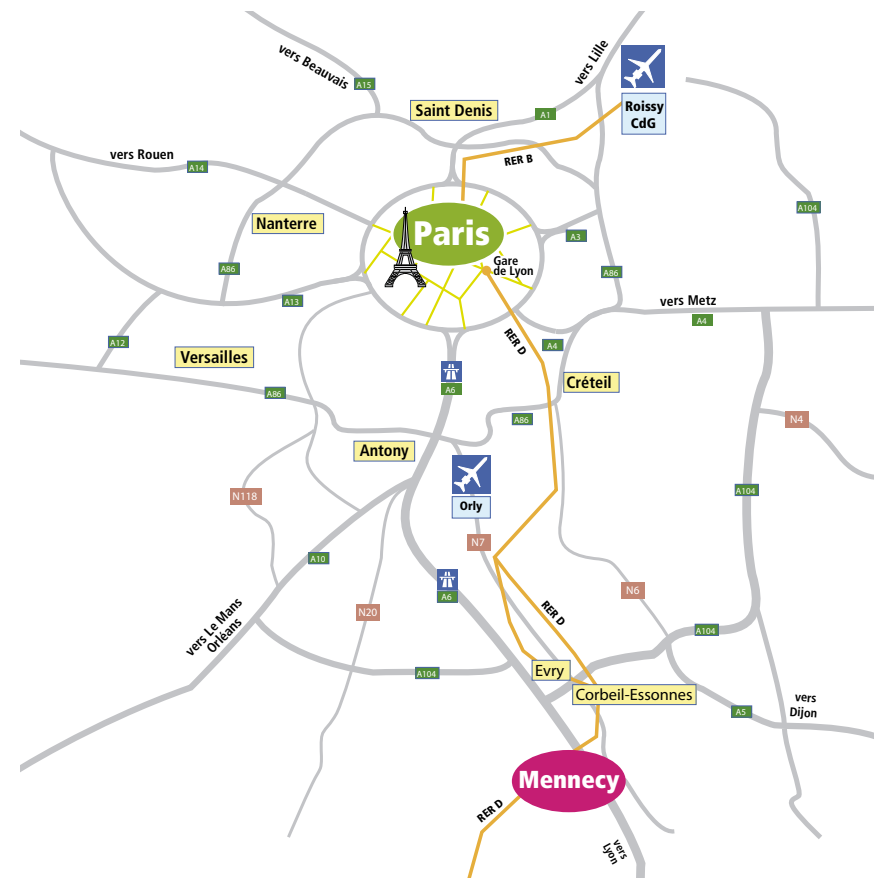 vers Beauvais
vers Lille
A15
Saint Denis
A1
Roissy
CdG
vers Rouen
A14
RER B
A104
Nanterre
Paris
A3
Gare
de Lyon
A86
A86
A13
vers Metz
A4
A12
RER D
A4
Versailles
A6
Créteil
A86
A86
N4
Antony
Orly
N118
A104
N7
A10
A6
N6
N20
RER D
vers Le Mans
Orléans
A104
A104
Evry
Corbeil-Essonnes
A5
vers
Dijon
Mennecy
RER D
vers
Lyon